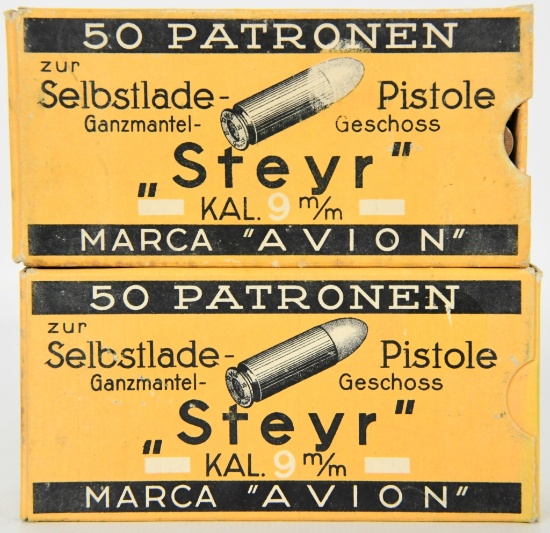 50 PATRONEN
zur
Selbstlade- Pistole
Ganzmantel- Geschoss
„Steyr"
KAL. 9 m/m
MARCA "AVION"
50 PATRONEN
zur
Selbstlade- Pistole
Ganzmantel- Geschoss
„Steyr"
KAL. 9 m/m
MARCA "AVION"